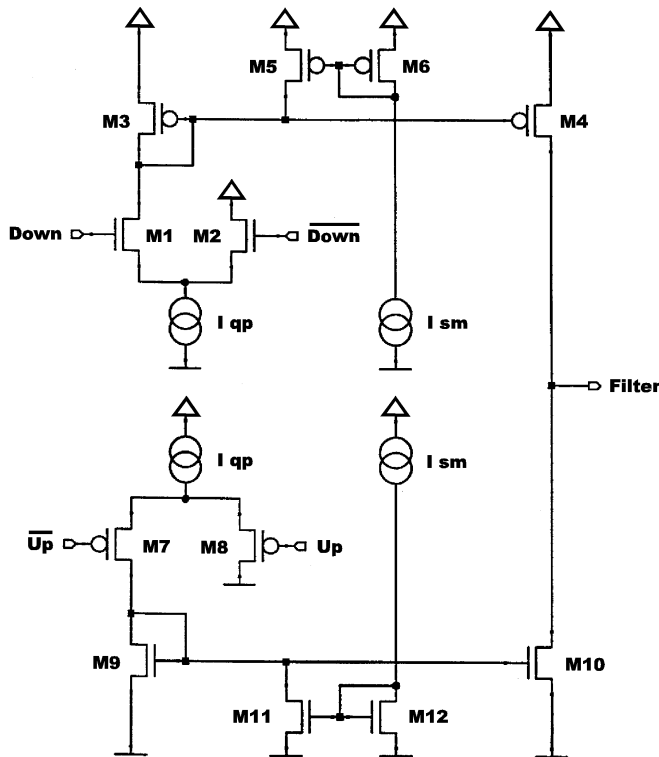 M5
M6
M3
M4
Down
M1
M2
Down
I qp
I sm
Filter
I qp
I sm
Up
M7
M8
Up
M9
M10
M11
M12